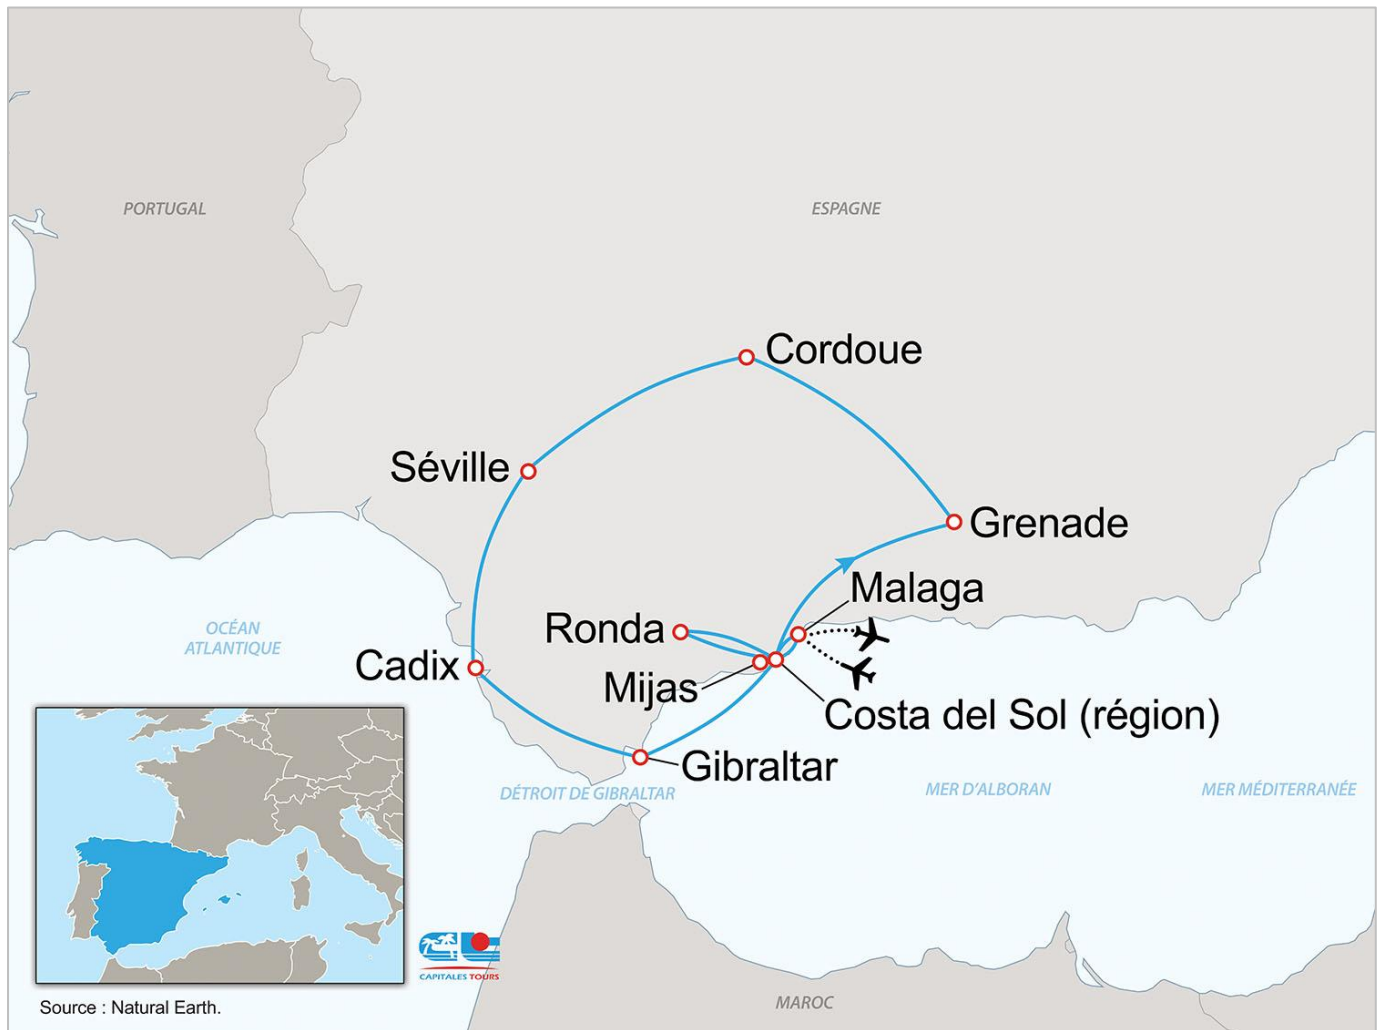 PORTUGAL
ESPAGNE
Cordoue
Séville
Grenade
Malaga
Ronda
OCÉAN
ATLANTIQUE
Cadix
Mijas
Costa del Sol (région)
Gibraltar
DÉTROIT DE GIBRALTAR
MER D'ALBORAN
MER MÉDITERRANÉE
CAPITALES TOURS
MAROC
Source : Natural Earth.